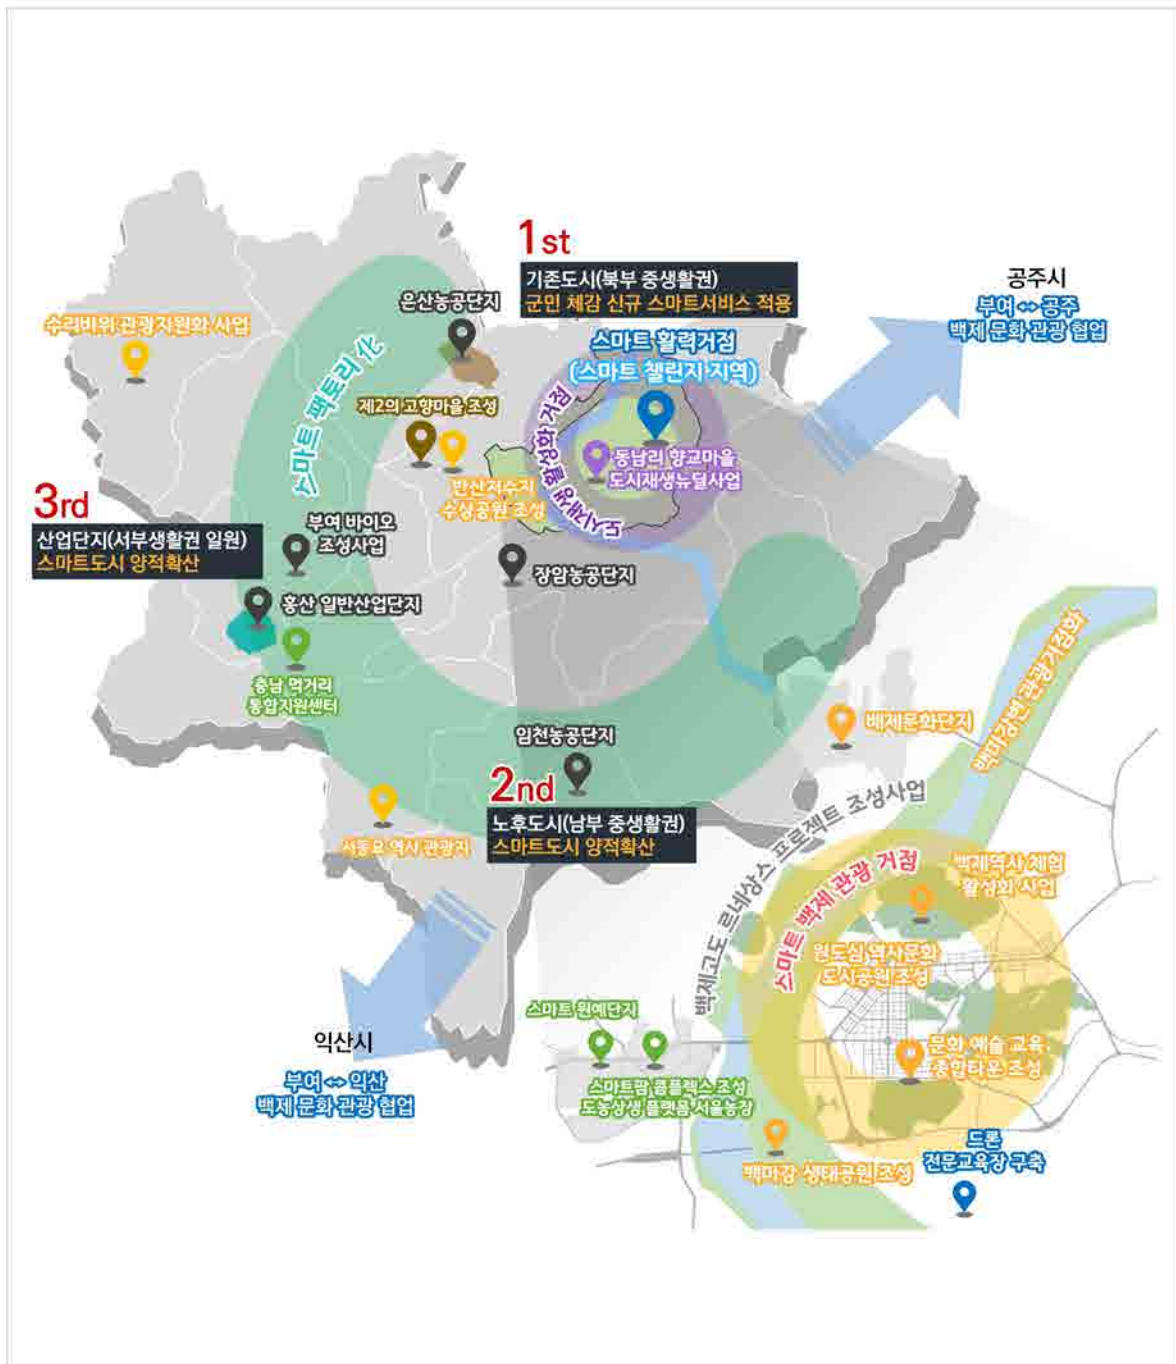 1st
기존도시(북부 중생활권)
군민 체감 신규 스마트서비스 적용
공주시
부여 ↔ 공주
백제 문화 관광 협업
은산농공단지
수리바위 관광자원화 사업
스마트 활력거점
(스마트 챌린지 지역)
스마트 팩토리 化
제2의 고향마을 조성
도시재생 활성화 거점
동남리 향교마을
도시재생뉴딜사업
반산저수지
수상공원 조성
3rd
산업단지(서부생활권 일원)
스마트도시 양적확산
부여 바이오
조성사업
장암농공단지
홍산 일반산업단지
충남 먹거리
통합지원센터
백마강변 관광거점화
배제문화단지
임천농공단지
2nd
노후도시(남부 중생활권)
스마트도시 양적확산
서동요 역사 관광지
백제고도 르네상스 프로젝트 조성사업
스마트 백제 관광 거점
백제역사 체험
활성화 사업
원도심 역사문화
도시공원 조성
스마트 원예단지
익산시
부여 ↔ 익산
백제 문화 관광 협업
문화 예술 교육
종합타운 조성
스마트팜 콤플렉스 조성
도농상생 플랫폼 서울농장
드론
전문교육장 구축
백마강 생태공원 조성